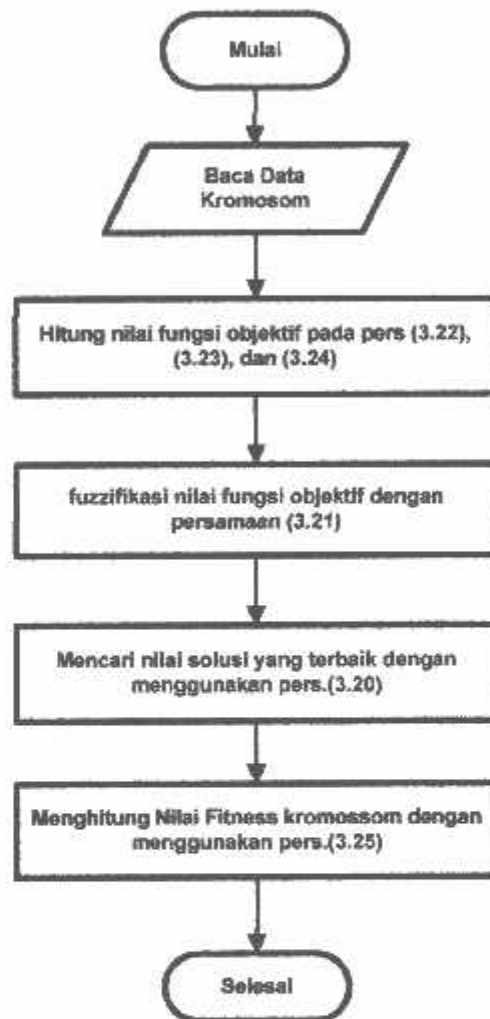 Mulai
Baca Data
Kromosom
Hitung nilai fungsi objektif pada pers (3.22),
(3.23), dan (3.24)
fuzzifikasi nilai fungsi objektif dengan
persamaan (3.21)
Mencari nilai solusi yang terbaik dengan
menggunakan pers.(3.20)
Menghitung Nilai Fitness kromossom dengan
menggunakan pers.(3.25)
Selesai